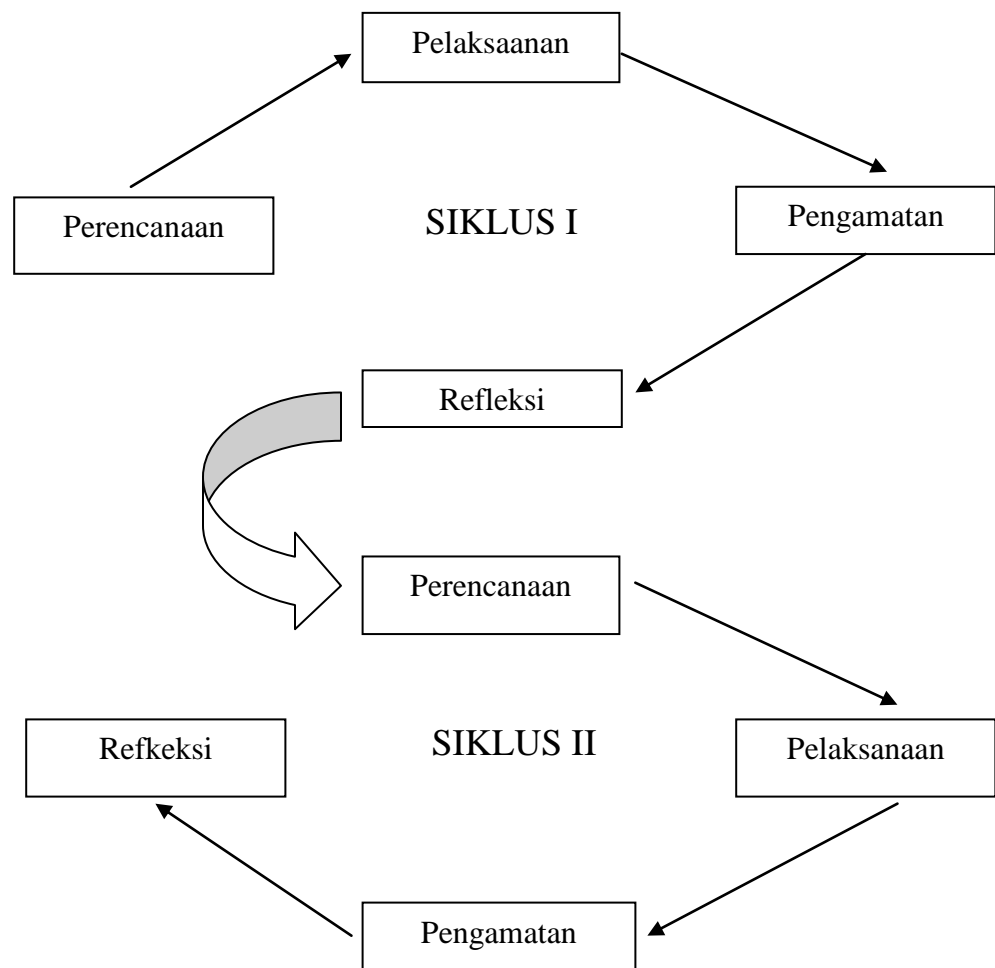 Pelaksaanan
Perencanaan
SIKLUS I
Pengamatan
Refleksi
Perencanaan
Refkeksi
SIKLUS II
Pelaksanaan
Pengamatan